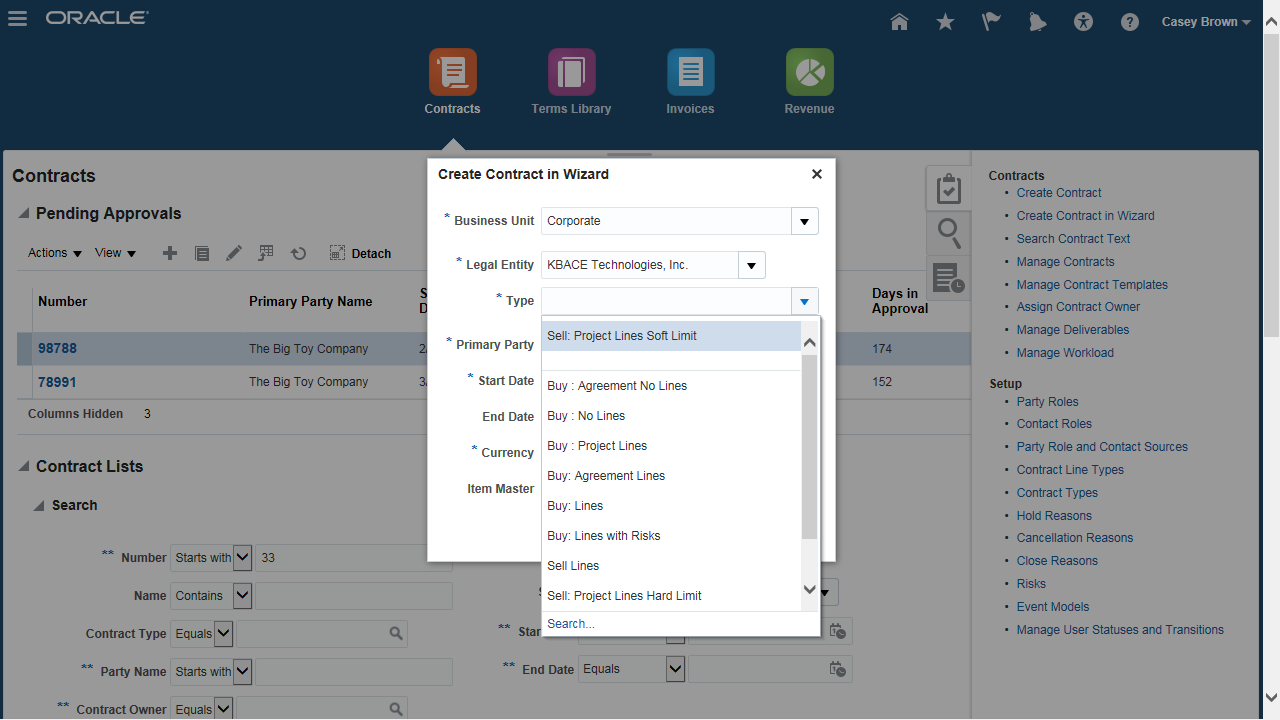 ORACLE
Casey Brown
Contracts
Terms Library
Invoices
Revenue
Contracts
Pending Approvals
Actions View Detach
Number Primary Party Name Days in
Approval
98788 The Big Toy Company 2/ 174
78991 The Big Toy Company 3/ 152
Columns Hidden 3
Contract Lists
Search
** Number Starts with 33
Name Contains
Contract Type Equals
** Party Name Starts with
** Contract Owner Equals
** Star
** End Date Equals
Create Contract in Wizard
* Business Unit Corporate
* Legal Entity KBACE Technologies, Inc.
* Type
* Primary Party
* Start Date
End Date
* Currency
Item Master
Sell: Project Lines Soft Limit
Buy : Agreement No Lines
Buy : No Lines
Buy : Project Lines
Buy: Agreement Lines
Buy: Lines
Buy: Lines with Risks
Sell Lines
Sell: Project Lines Hard Limit
Search...
Contracts
• Create Contract
• Create Contract in Wizard
• Search Contract Text
• Manage Contracts
• Manage Contract Templates
• Assign Contract Owner
• Manage Deliverables
• Manage Workload
Setup
• Party Roles
• Contact Roles
• Party Role and Contact Sources
• Contract Line Types
• Contract Types
• Hold Reasons
• Cancellation Reasons
• Close Reasons
• Risks
• Event Models
• Manage User Statuses and Transitions